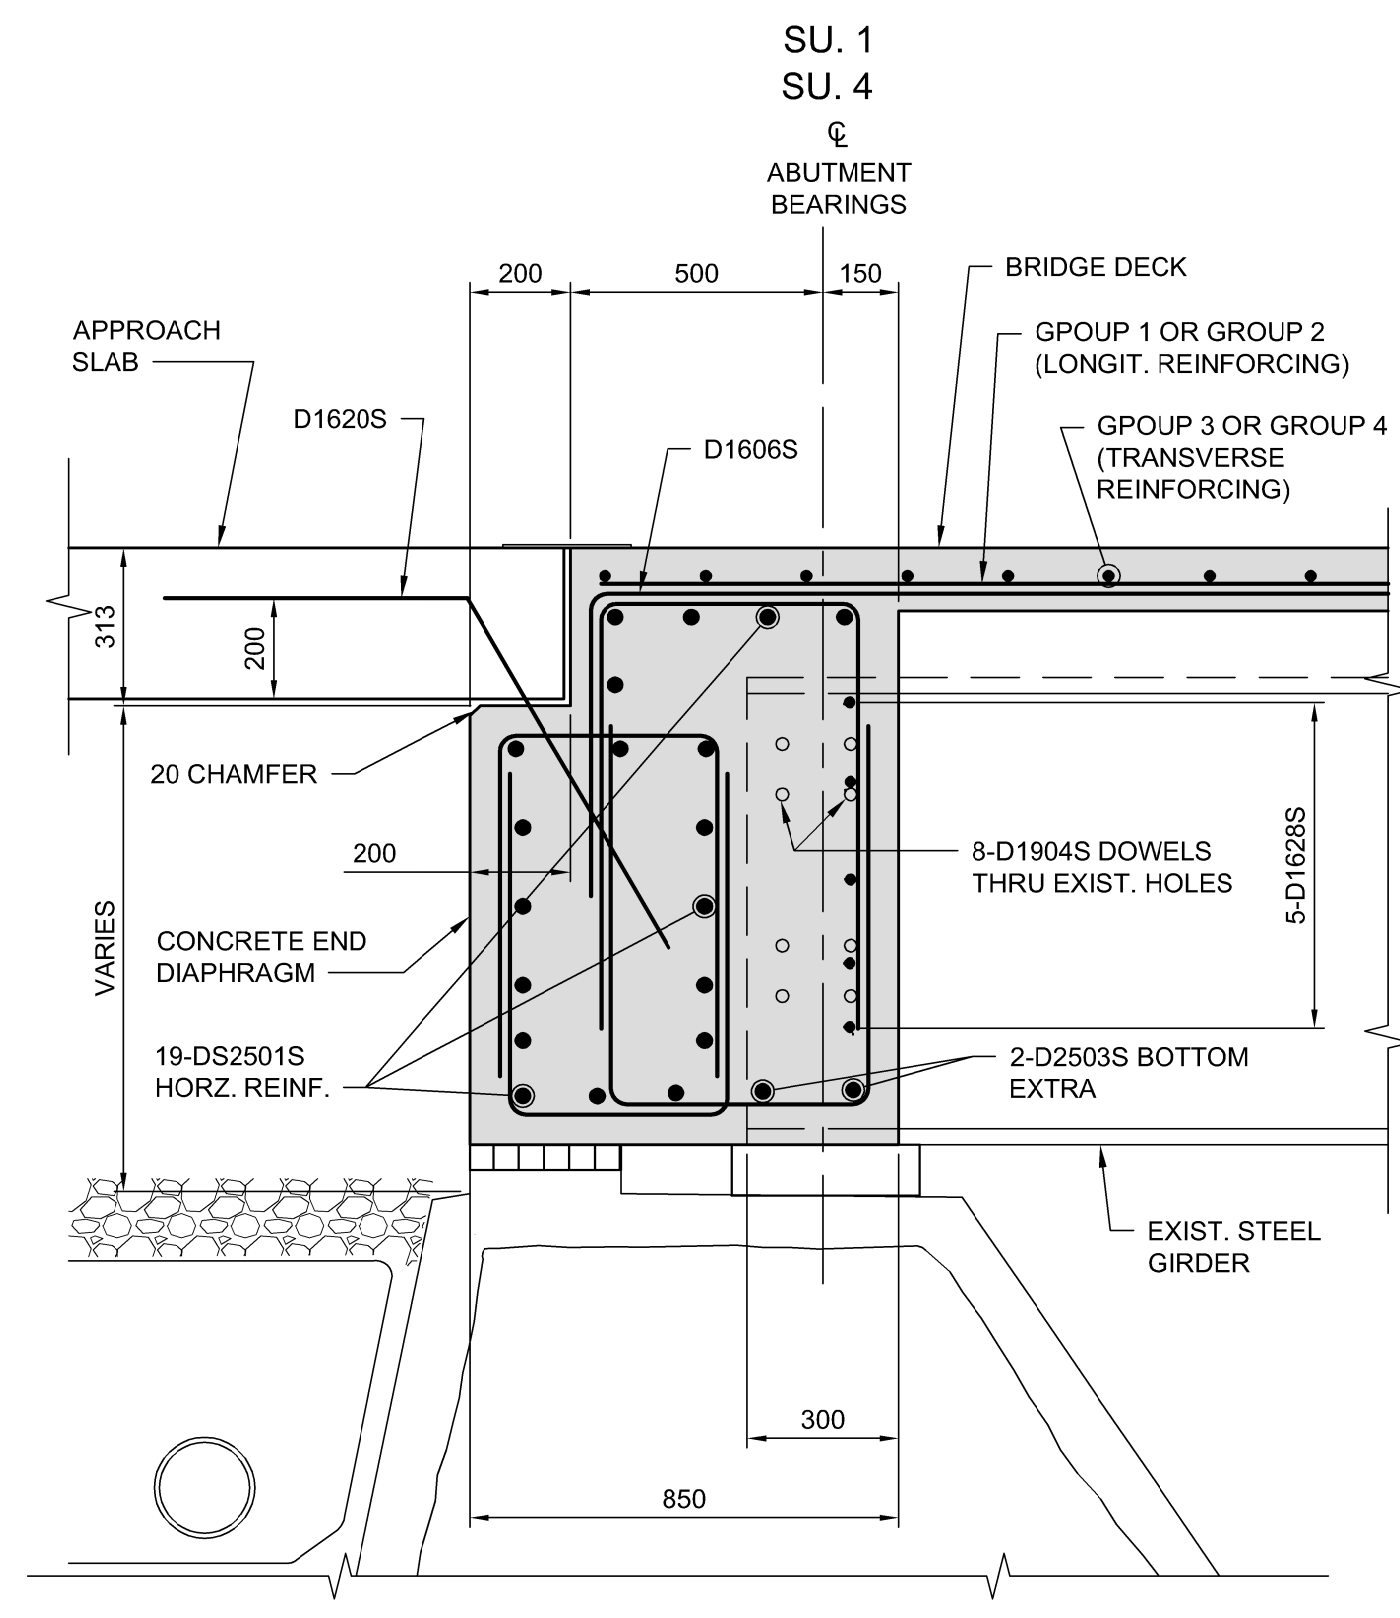 SU. 1
SU. 4
℄
ABUTMENT
BEARINGS
200
500
150
BRIDGE DECK
APPROACH
SLAB
GPOUP 1 OR GROUP 2
(LONGIT. REINFORCING)
D1620S
D1606S
GPOUP 3 OR GROUP 4
(TRANSVERSE
REINFORCING)
313
200
20 CHAMFER
200
8-D1904S DOWELS
THRU EXIST. HOLES
5-D1628S
VARIES
CONCRETE END
DIAPHRAGM
19-DS2501S
HORZ. REINF.
2-D2503S BOTTOM
EXTRA
EXIST. STEEL
GIRDER
300
850